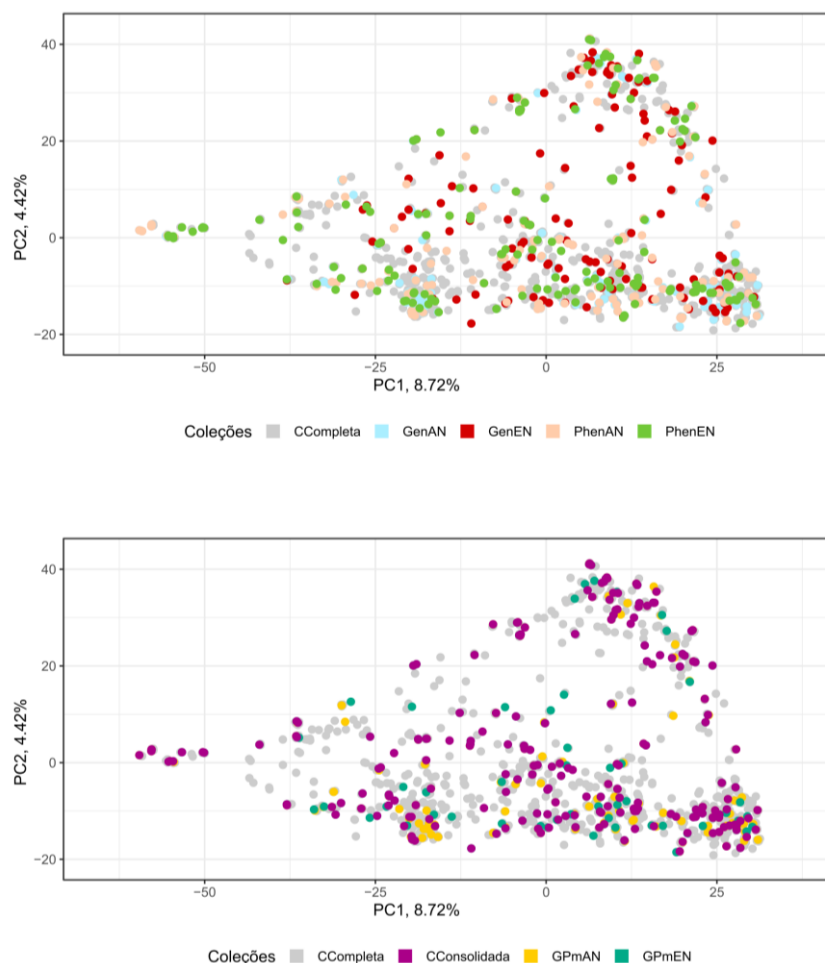 40
20
0
−20
PC2, 4.42%
−50
−25
0
25
PC1, 8.72%
Coleções CCompleta GenAN GenEN PhenAN PhenEN
40
20
0
−20
PC2, 4.42%
−50
−25
0
25
PC1, 8.72%
Coleções CCompleta CConsolidada GPmAN GPmEN